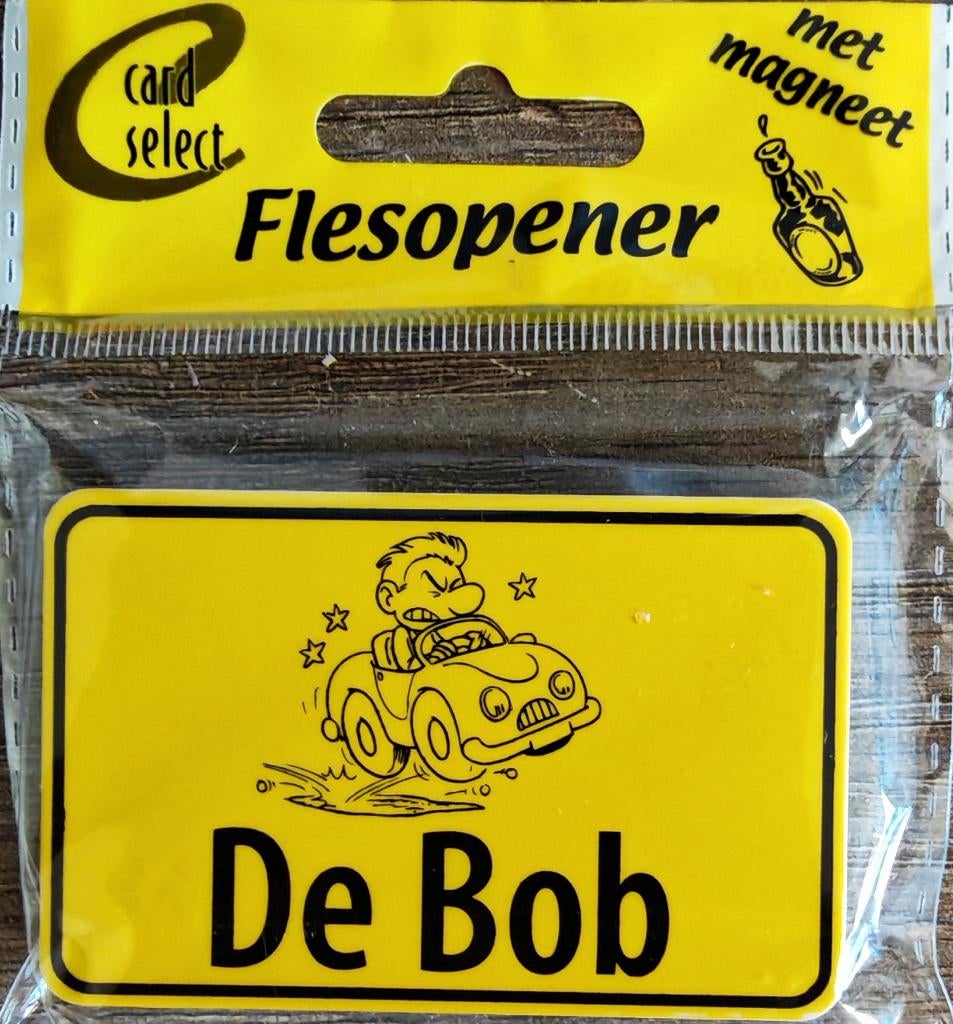 card
select
met
magneet
Flesopener
De Bob